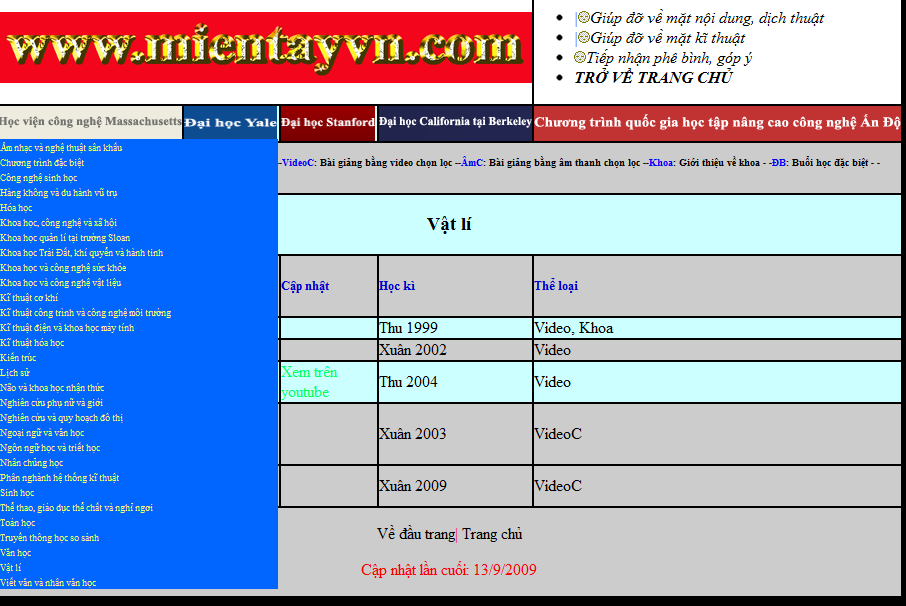 www.mientayvn.com
Giúp đỡ về mặt nội dung, dịch thuật
Giúp đỡ về mặt kĩ thuật
Tiếp nhận phê bình, góp ý
TRỞ VỀ TRANG CHỦ
Học viện công nghệ Massachusetts Đại học Yale Đại học Stanford Đại học California tại Berkeley Chương trình quốc gia học tập nâng cao công nghệ Ấn Độ
Âm nhạc và nghệ thuật sân khấu
Chương trình đặc biệt
Công nghệ sinh học
Hàng không và du hành vũ trụ
Hóa học
Khoa học, công nghệ và xã hội
Khoa học quản lí tại trường Sloan
Khoa học Trái Đất, khí quyển và hành tinh
Khoa học và công nghệ sức khỏe
Khoa học và công nghệ vật liệu
Kĩ thuật cơ khí
Kĩ thuật công trình và công nghệ môi trường
Kĩ thuật điện và khoa học máy tính
Kĩ thuật hóa học
Kiến trúc
Lịch sử
Não và khoa học nhận thức
Nghiên cứu phụ nữ và giới
Nghiên cứu và quy hoạch đô thị
Ngoại ngữ và văn học
Ngôn ngữ học và triết học
Nhân chủng học
Phân nghành hệ thống kĩ thuật
Sinh học
Thể thao, giáo dục thể chất và nghỉ ngơi
Toán học
Truyền thông học so sánh
Văn học
Vật lí
Viết văn và nhân văn học
-VideoC: Bài giảng bằng video chọn lọc --ÂmC: Bài giảng bằng âm thanh chọn lọc --Khoa: Giới thiệu về khoa - -ĐB: Buổi học đặc biệt - -
Vật lí
Cập nhật Học kì Thể loại
Thu 1999 Video, Khoa
Xuân 2002 Video
Xem trên
youtube Thu 2004 Video
Xuân 2003 VideoC
Xuân 2009 VideoC
Về đầu trang| Trang chủ
Cập nhật lần cuối: 13/9/2009